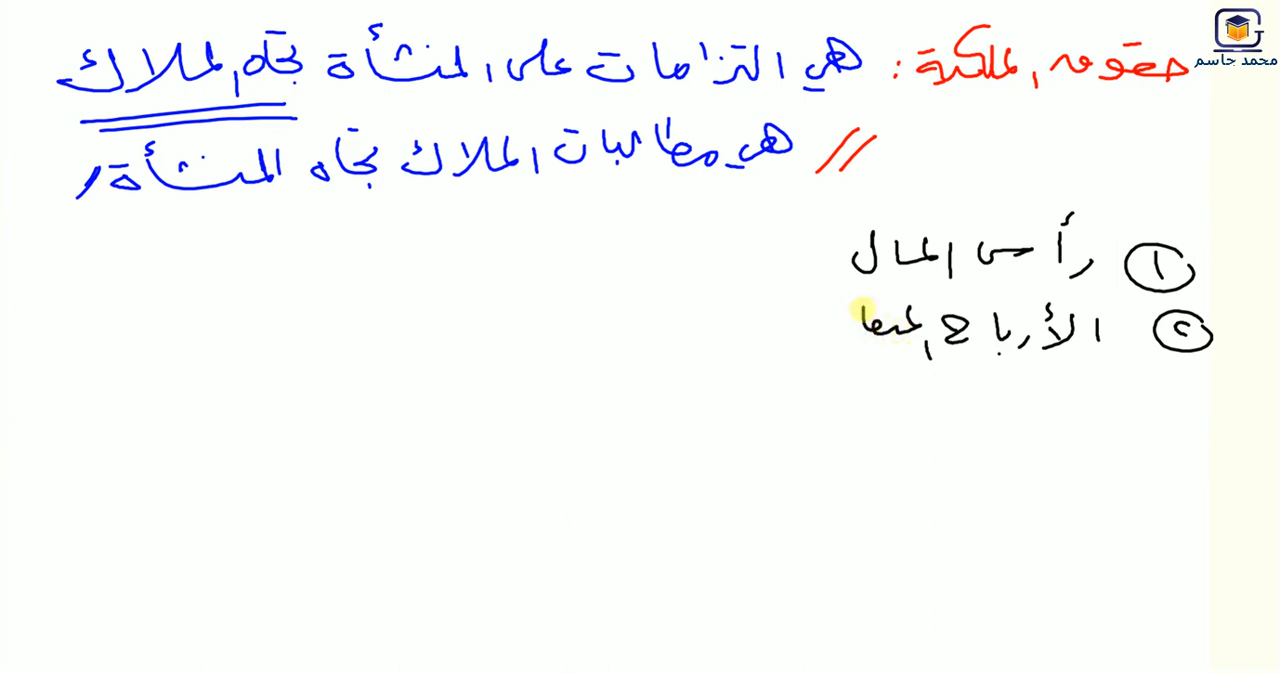 محمد جاسم
حقوق الملكية: هي التزامات على المنشأة تجاه الملاك
// هي مطالبات الملاك تجاه المنشأة
١ رأس المال
٢ الأرباح